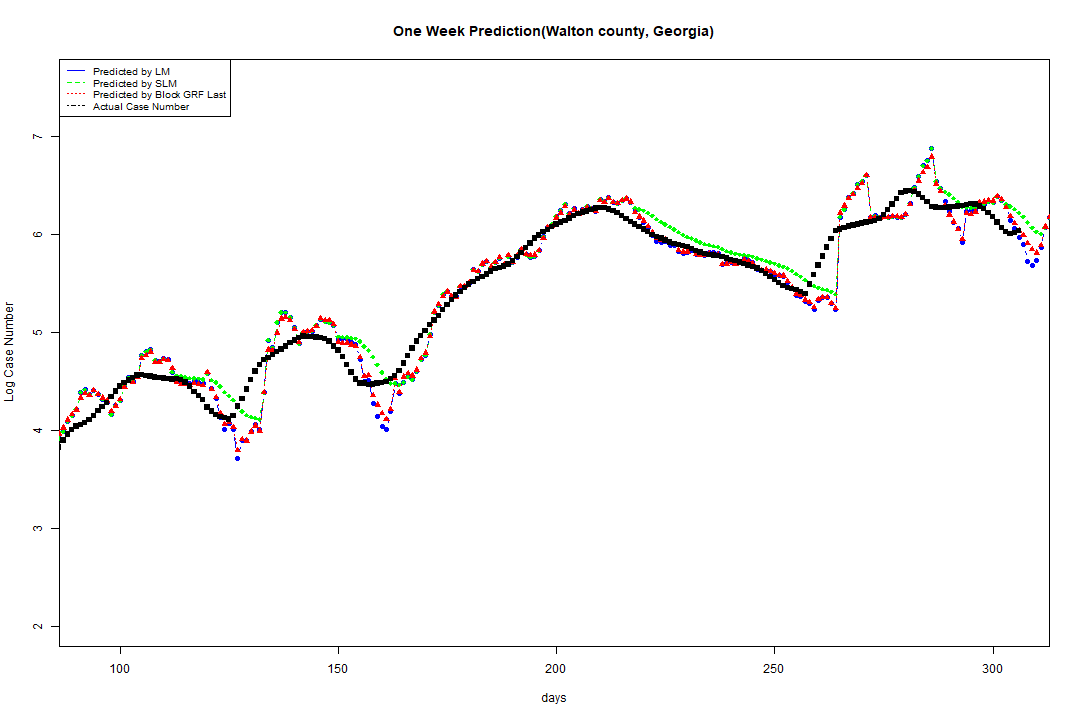 One Week Prediction(Walton county, Georgia)
Predicted by LM
Predicted by SLM
Predicted by Block GRF Last
Actual Case Number
Log Case Number
7
6
5
4
3
2
100 150 200 250 300
days